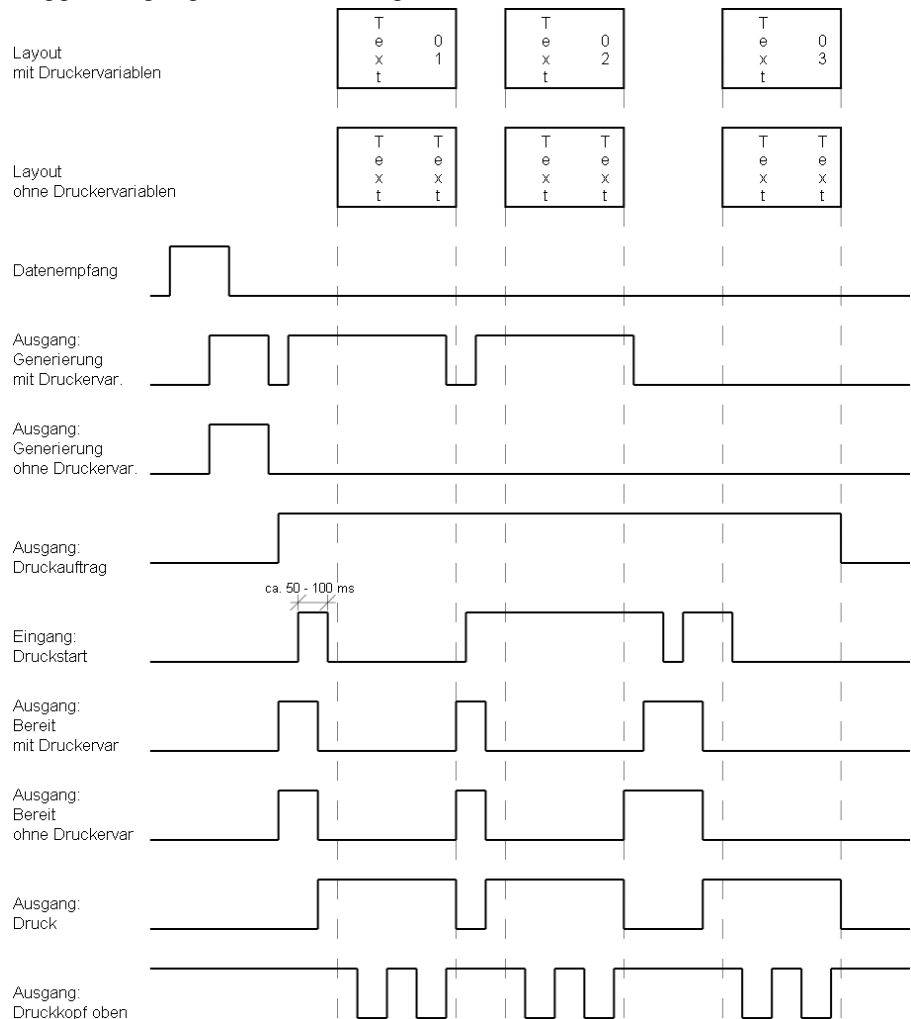 Layout
mit Druckervariablen
T
e
x
t
0
1
T
e
x
t
0
2
T
e
x
t
0
3
Layout
ohne Druckervariablen
T
e
x
t
T
e
x
t
T
e
x
t
T
e
x
t
T
e
x
t
T
e
x
t
Datenempfang
Ausgang:
Generierung
mit Druckervar.
Ausgang:
Generierung
ohne Druckervar.
Ausgang:
Druckauftrag
ca. 50 - 100 ms
Eingang:
Druckstart
Ausgang:
Bereit
mit Druckervar
Ausgang:
Bereit
ohne Druckervar
Ausgang:
Druck
Ausgang:
Druckkopf oben